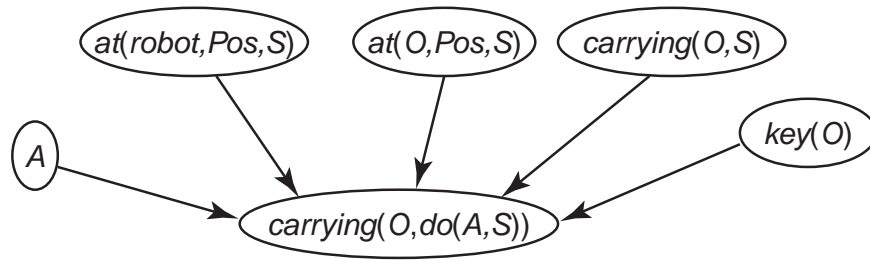 at(robot,Pos,S)
at(O,Pos,S)
carrying(O,S)
A
key(O)
carrying(O,do(A,S))